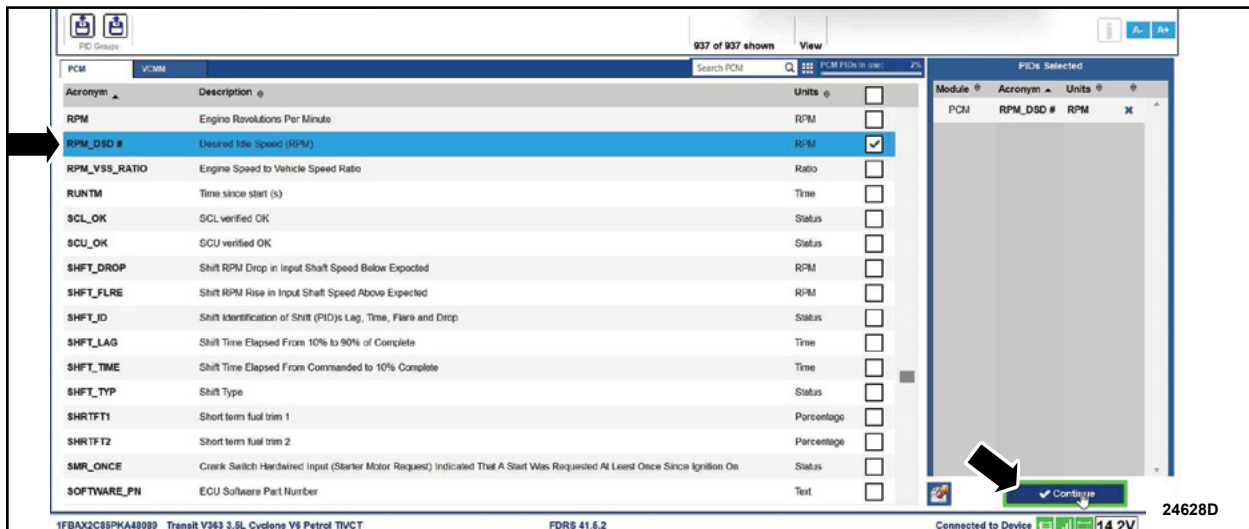 PID Groups
937 of 937 shown View
A- A+
PCM VCMM Search PCM PCM PIDs in use: 2% PIDs Selected
Acronym Description Units Module Acronym Units
RPM Engine Revolutions Per Minute RPM PCM RPM_DSD # RPM
RPM_DSD # Desired Idle Speed (RPM) RPM
RPM_VSS_RATIO Engine Speed to Vehicle Speed Ratio Ratio
RUNTM Time since start (s) Time
SCL_OK SCL verified OK Status
SCU_OK SCU verified OK Status
SHFT_DROP Shift RPM Drop in Input Shaft Speed Below Expected RPM
SHFT_FLRE Shift RPM Rise in Input Shaft Speed Above Expected RPM
SHFT_ID Shift Identification of Shift (PID)s Lag, Time, Flare and Drop Status
SHFT_LAG Shift Time Elapsed From 10% to 90% of Complete Time
SHFT_TIME Shift Time Elapsed From Commanded to 10% Complete Time
SHFT_TYP Shift Type Status
SHRTFT1 Short term fuel trim 1 Percentage
SHRTFT2 Short term fuel trim 2 Percentage
SMR_ONCE Crank Switch Hardwired Input (Starter Motor Request) Indicated That A Start Was Requested At Least Once Since Ignition On Status
SOFTWARE_PN ECU Software Part Number Text Continue
24628D
Transit V363 3.5L Cyclone V6 Petrol TIVCT FDRS 41.5.2 Connected to Device 14.2V